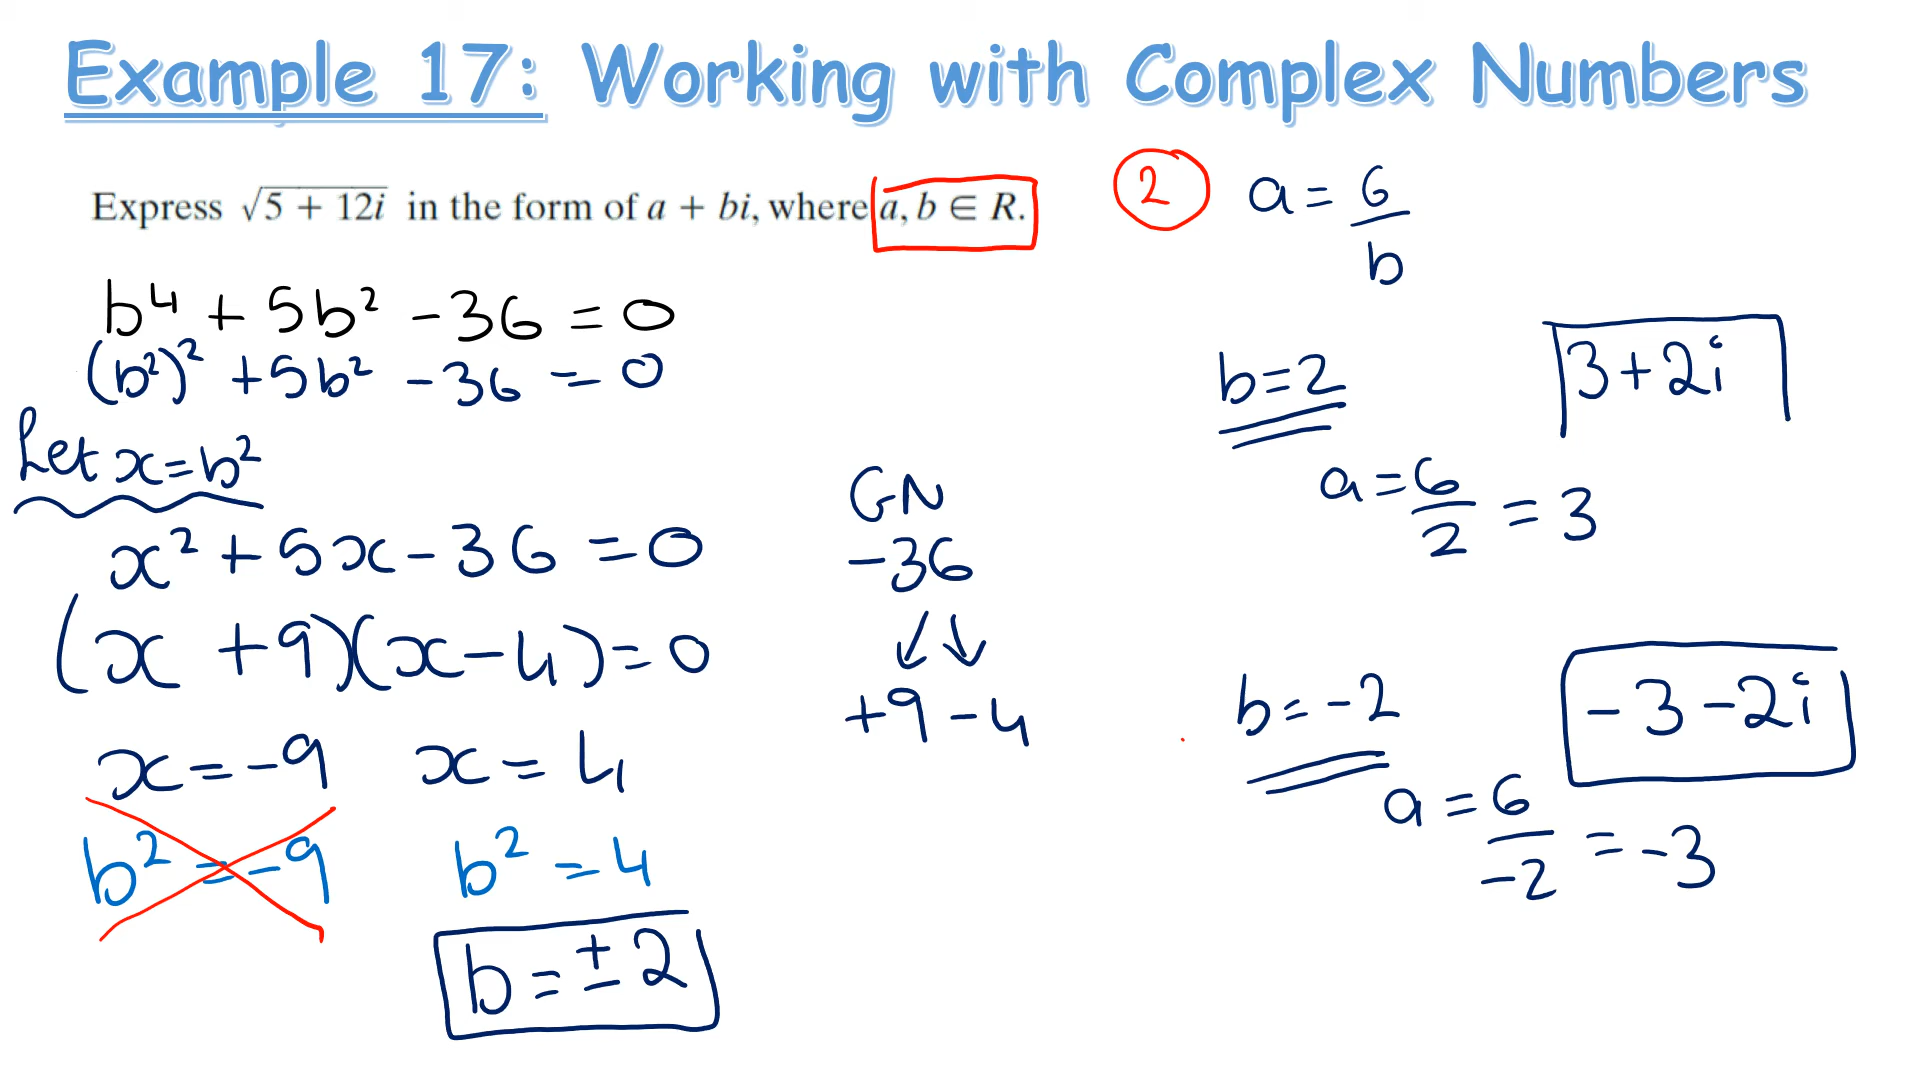 Example 17: Working with Complex Numbers
Express √5 + 12i in the form of a + bi, where a, b ∈ R.
b⁴ + 5b² - 36 = 0
(b²)² + 5b² - 36 = 0
Let x = b²
x² + 5x - 36 = 0
(x + 9)(x - 4) = 0
x = -9 x = 4
b² = -9 b² = 4
b = ± 2
GN
-36
↙ ↘
+9 -4
2 a = 6/b
b = 2 3 + 2i
a = 6/2 = 3
b = -2 -3 - 2i
a = 6/-2 = -3